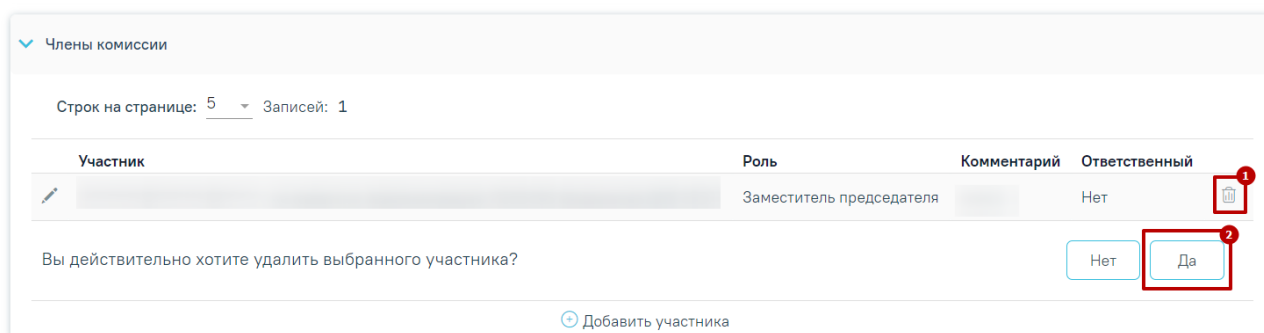 Члены комиссии
Строк на странице: 5 Записей: 1
Участник Роль Комментарий Ответственный
1
Заместитель председателя Нет
2
Вы действительно хотите удалить выбранного участника? Нет Да
Добавить участника